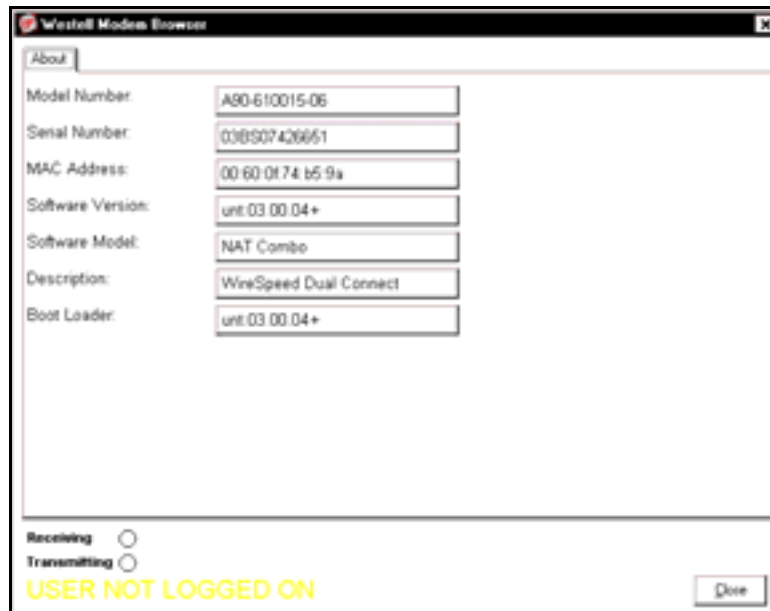 Westell Modem Browser
About
Model Number: A90-610015-06
Serial Number: 03BS07426651
MAC Address: 00:60:0f:74:b5:9a
Software Version: unt:03.00.04+
Software Model: NAT Combo
Description: WireSpeed Dual Connect
Boot Loader: unt:03.00.04+
Receiving
Transmitting
USER NOT LOGGED ON
Close